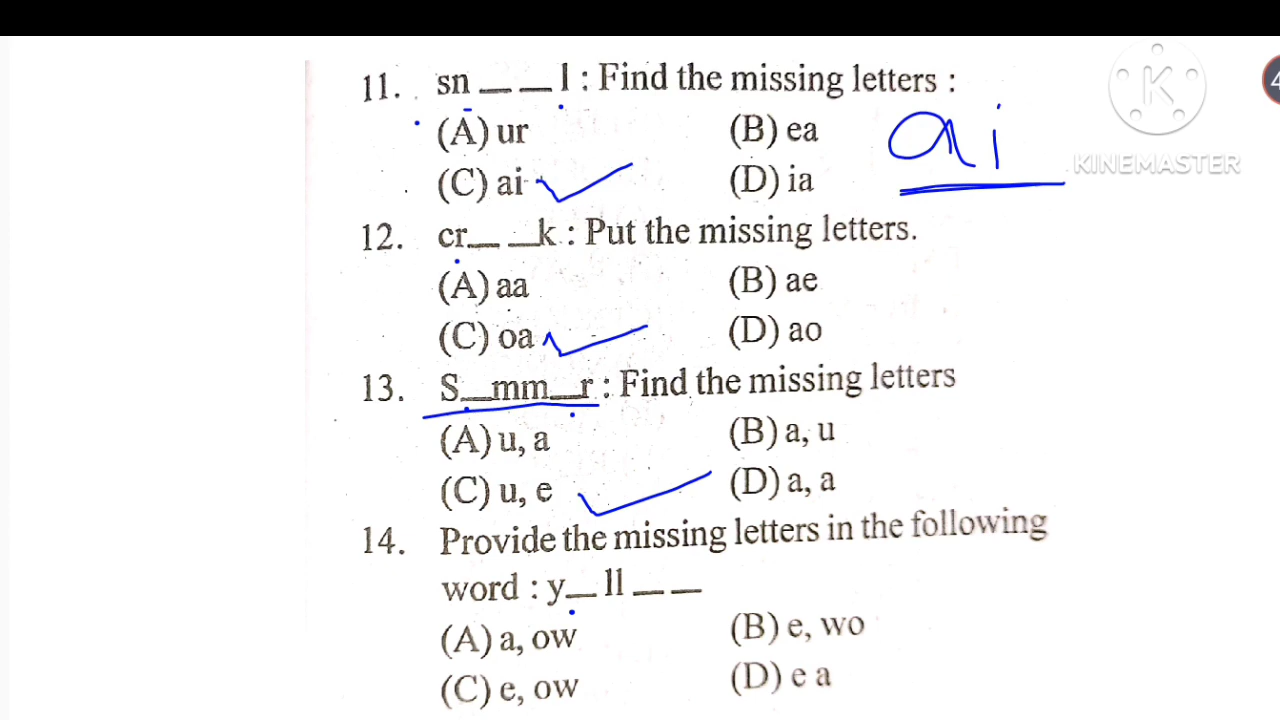 11. sn _ _ l : Find the missing letters :
(A) ur (B) ea
ai
KINEMASTER
(C) ai (D) ia
12. cr_ _k : Put the missing letters.
(A) aa (B) ae
(C) oa (D) ao
13. S_mm_r : Find the missing letters
(A) u, a (B) a, u
(C) u, e (D) a, a
14. Provide the missing letters in the following
word : y_ ll _ _
(A) a, ow (B) e, wo
(C) e, ow (D) e a